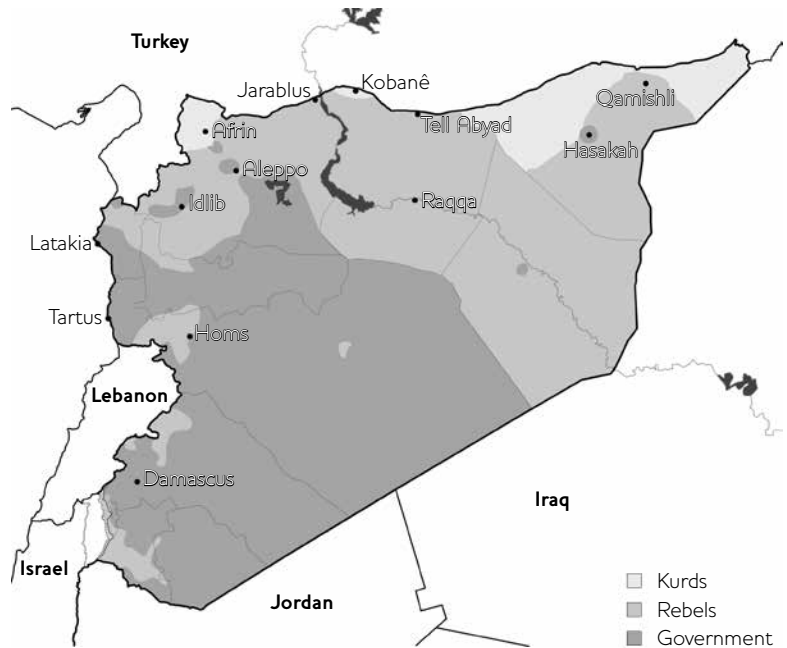 Turkey
Jarablus
Kobanê
Qamishli
Afrin
Tell Abyad
Hasakah
Aleppo
Idlib
Raqqa
Latakia
Tartus
Homs
Lebanon
Damascus
Iraq
Israel
Jordan
Kurds
Rebels
Government